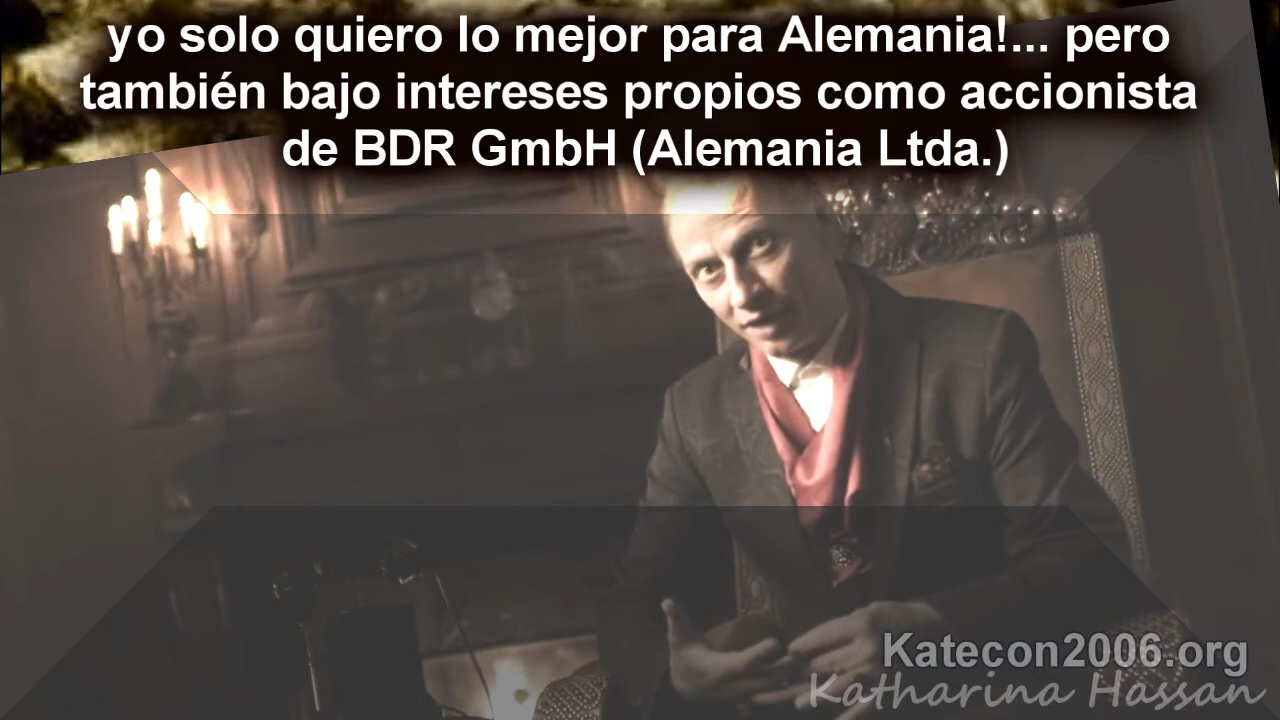 yo solo quiero lo mejor para Alemania!... pero
también bajo intereses propios como accionista
de BDR GmbH (Alemania Ltda.)
Katecon2006.org
Katharina Hassan